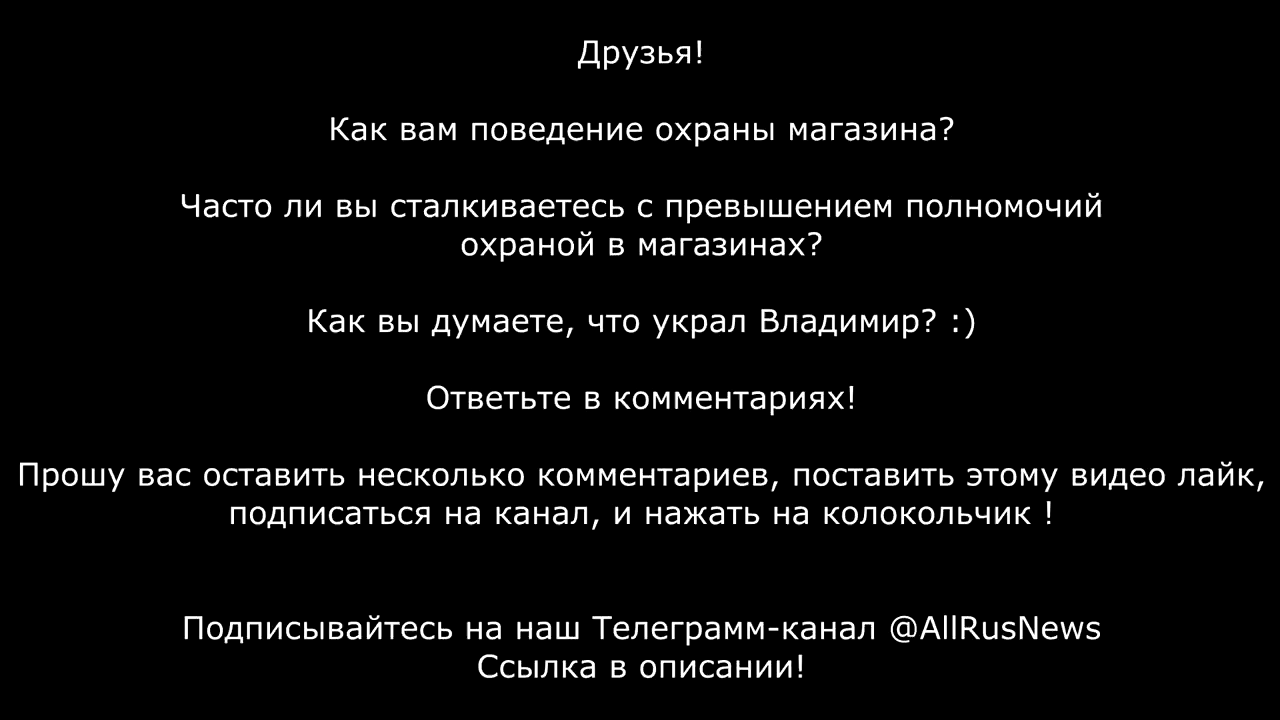 Друзья!
Как вам поведение охраны магазина?
Часто ли вы сталкиваетесь с превышением полномочий
охраной в магазинах?
Как вы думаете, что украл Владимир? :)
Ответьте в комментариях!
Прошу вас оставить несколько комментариев, поставить этому видео лайк,
подписаться на канал, и нажать на колокольчик !
Подписывайтесь на наш Телеграмм-канал @AllRusNews
Ссылка в описании!